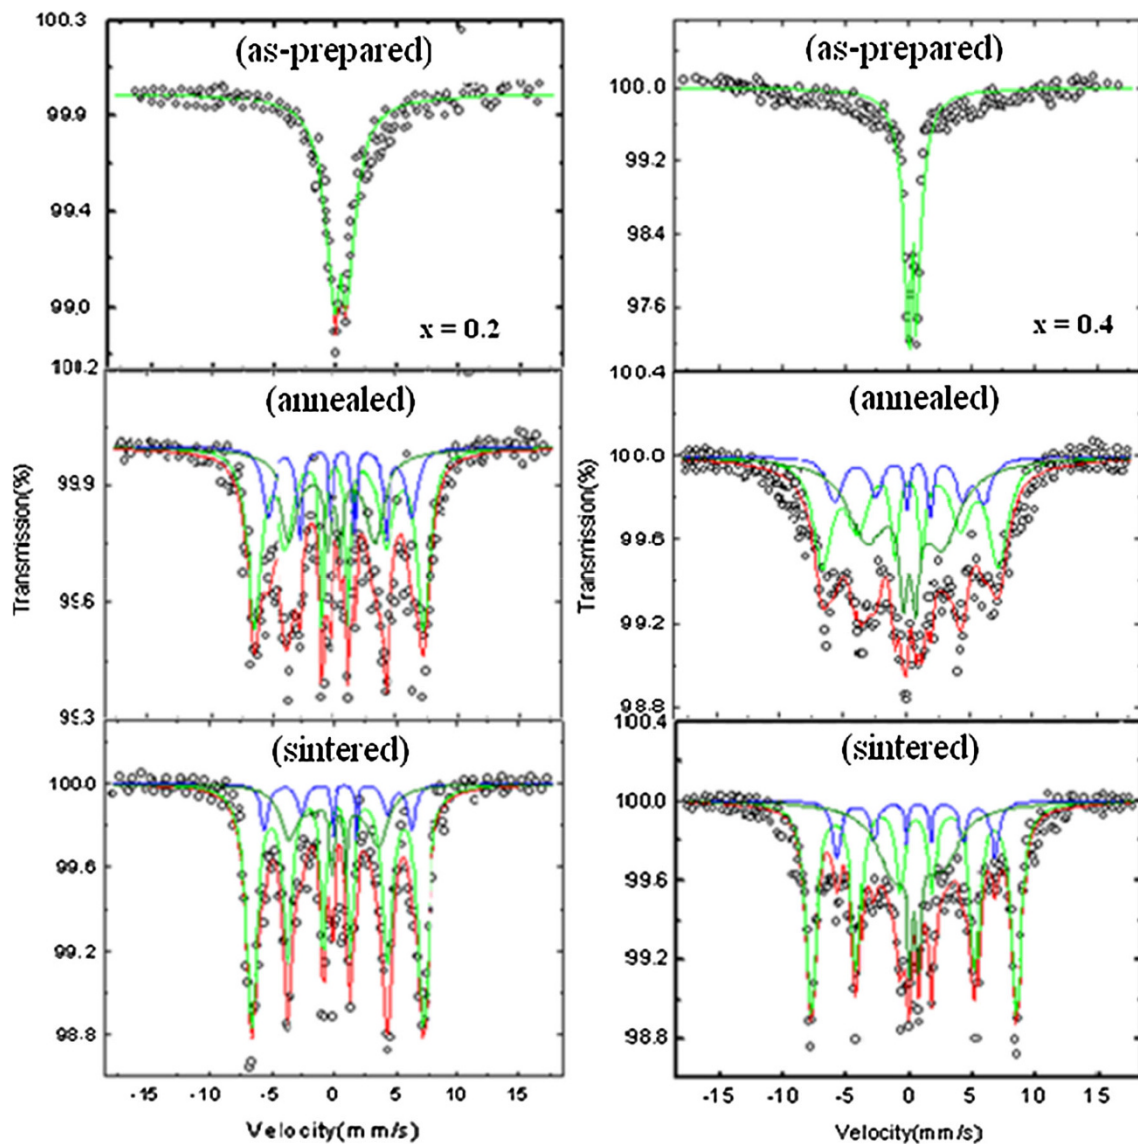 100.3
(as-prepared)
99.9
99.4
99.0
x = 0.2
(as-prepared)
100.0
99.2
98.4
97.6
x = 0.4
(annealed)
99.9
95.6
95.3
Transmission(%)
100.4
(annealed)
100.0
99.6
99.2
98.8
Transmission(%)
(sintered)
100.0
99.6
99.2
98.8
-15 -10 -5 0 5 10 15
Velocity(mm/s)
100.4
(sintered)
100.0
99.6
99.2
98.8
-15 -10 -5 0 5 10 15
Velocity(mm/s)